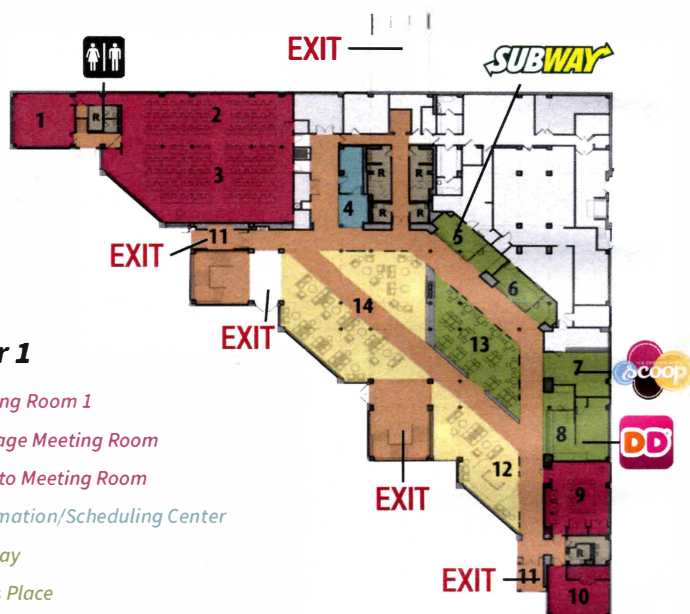 EXIT
SUBWAY
1
R
2
3
R
R
4
R
R
5
11
EXIT
6
14
EXIT
13
7
scoop
r 1
ng Room 1
8
DD
age Meeting Room
12
to Meeting Room
9
EXIT
mation/Scheduling Center
ay
R
EXIT
11
s Place
10